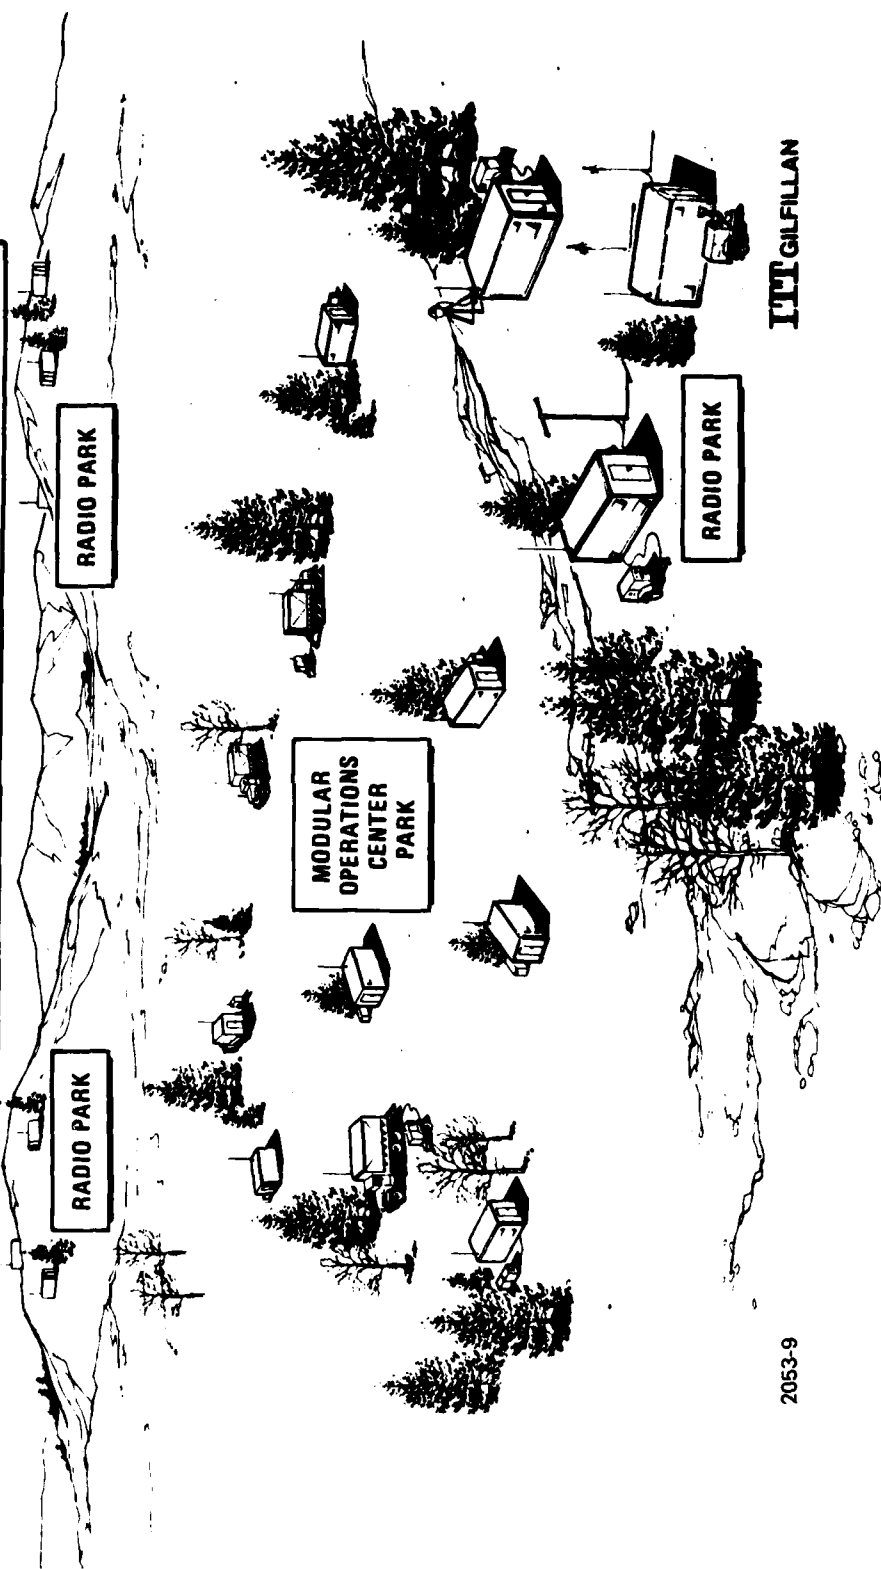 RADIO PARK
RADIO PARK
MODULAR
OPERATIONS
CENTER
PARK
RADIO PARK
2053-9
ITT GILFILLAN